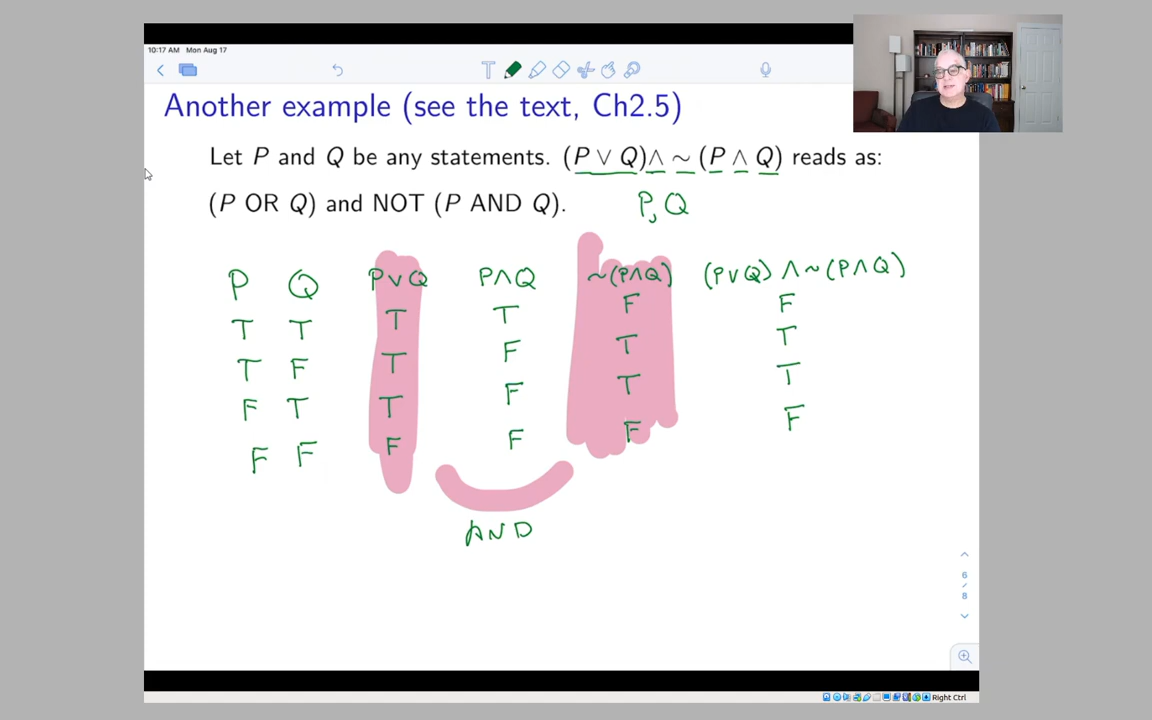 10:17 AM Mon Aug 17
Another example (see the text, Ch2.5)
Let P and Q be any statements. (P ∨ Q)∧ ∼ (P ∧ Q) reads as:
(P OR Q) and NOT (P AND Q). P, Q
P Q P∨Q P∧Q ~(P∧Q) (P∨Q) ∧ ~(P∧Q)
T T T T F F
T F T F T T
F T T F T T
F F F F F F
AND
6
/
8
Right Ctrl